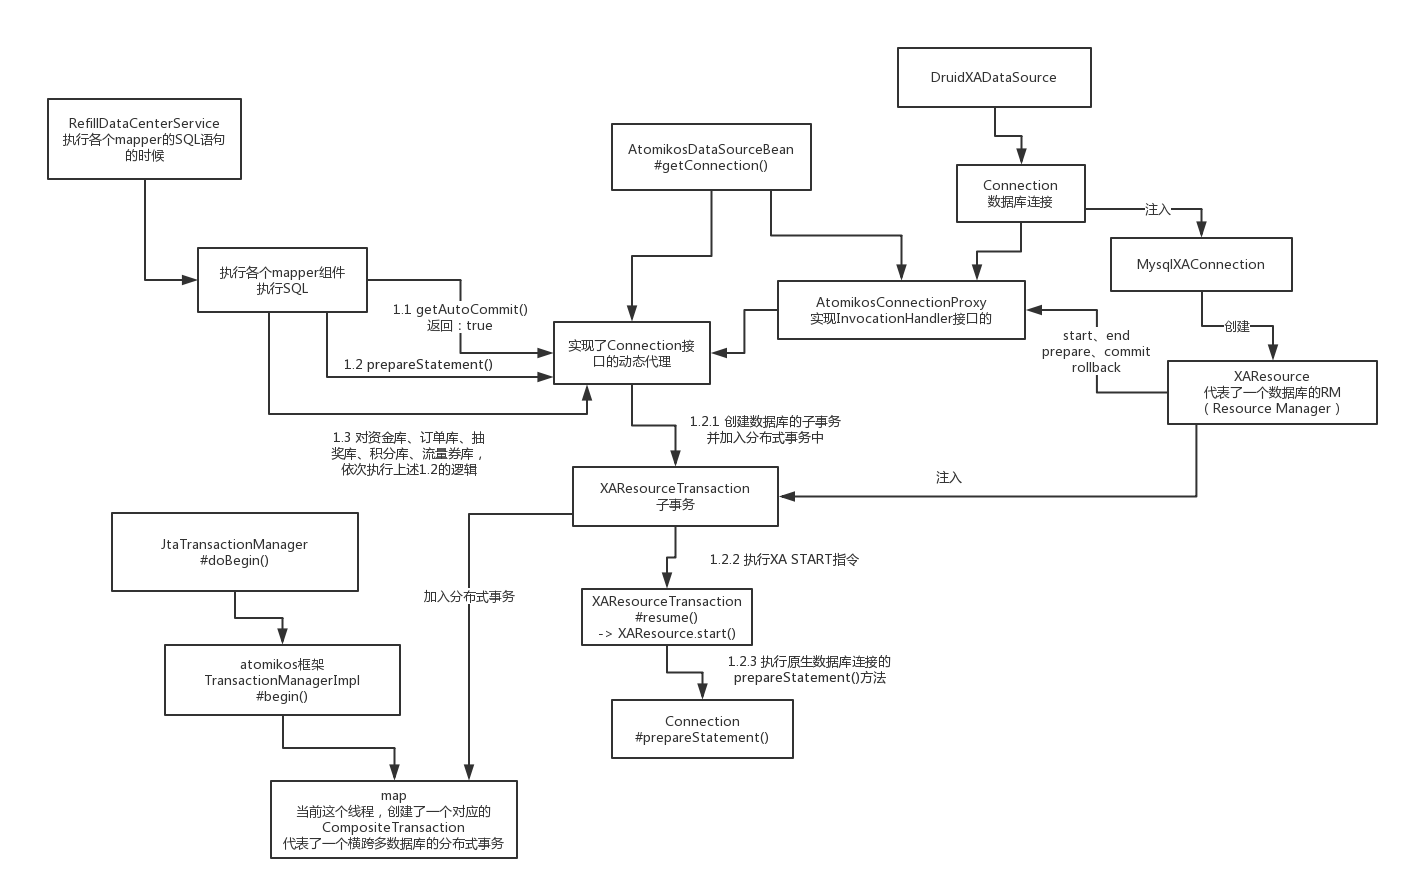 DruidXADataSource
RefillDataCenterService
执行各个mapper的SQL语句
的时候
AtomikosDataSourceBean
#getConnection()
Connection
数据库连接
注入
MysqlXAConnection
执行各个mapper组件
执行SQL
1.1 getAutoCommit()
返回：true
AtomikosConnectionProxy
实现InvocationHandler接口的
创建
实现了Connection接
口的动态代理
start、end
prepare、commit
rollback
1.2 prepareStatement()
XAResource
代表了一个数据库的RM
（Resource Manager）
1.3 对资金库、订单库、抽
奖库、积分库、流量券库，
依次执行上述1.2的逻辑
1.2.1 创建数据库的子事务
并加入分布式事务中
XAResourceTransaction
子事务
注入
JtaTransactionManager
#doBegin()
1.2.2 执行XA START指令
加入分布式事务
XAResourceTransaction
#resume()
-> XAResource.start()
atomikos框架
TransactionManagerImpl
#begin()
1.2.3 执行原生数据库连接的
prepareStatement()方法
Connection
#prepareStatement()
map
当前这个线程，创建了一个对应的
CompositeTransaction
代表了一个横跨多数据库的分布式事务